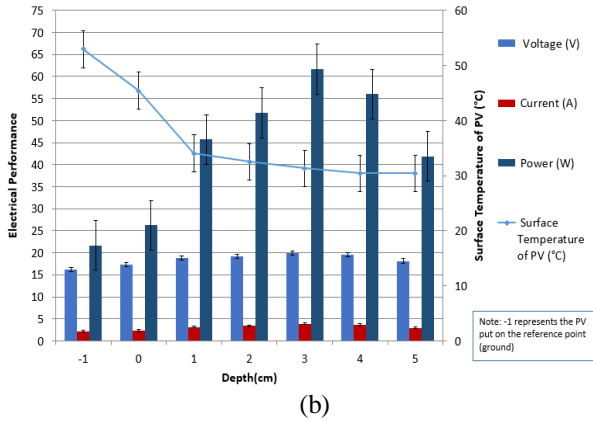 75
70
65
60
55
50
45
40
35
30
25
20
15
10
5
0
Electrical Performance
-1 0 1 2 3 4 5
Depth(cm)
60
50
40
30
20
10
0
Surface Temperature of PV (°C)
Voltage (V)
Current (A)
Power (W)
Surface
Temperature
of PV (°C)
Note: -1 represents the PV
put on the reference point
(ground)
(b)